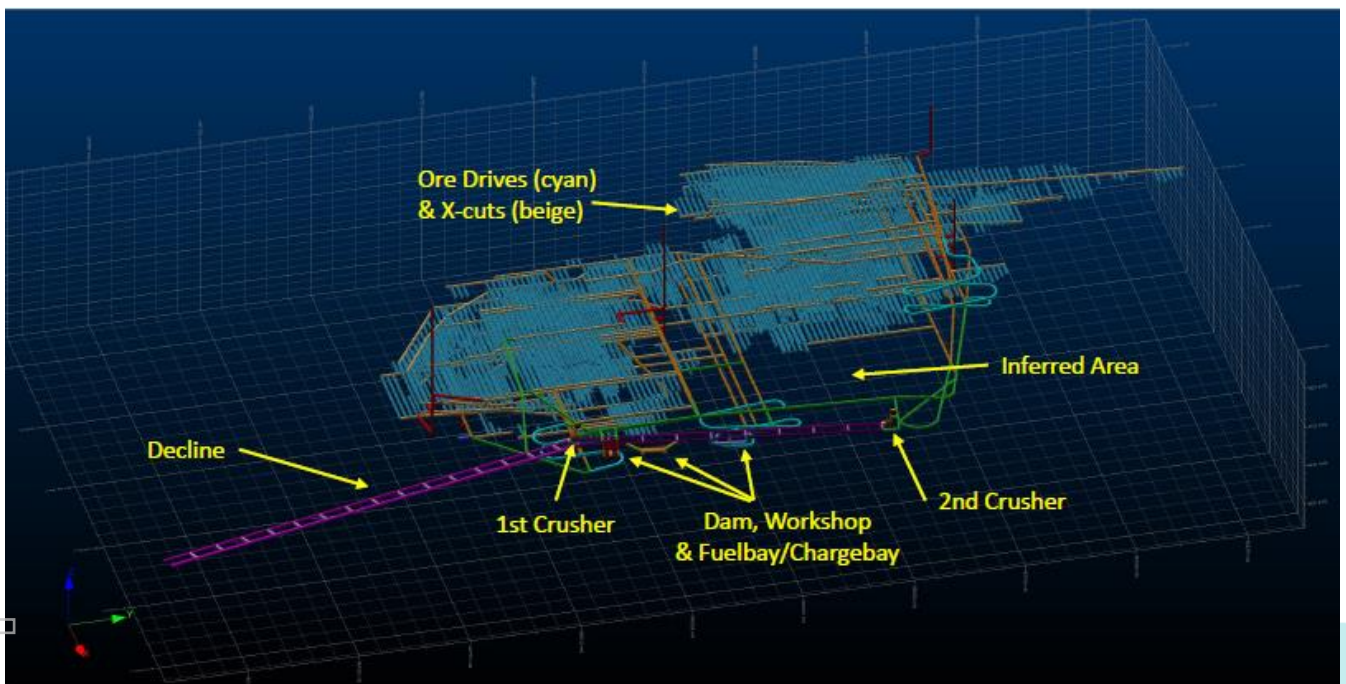 Ore Drives (cyan)
& X-cuts (beige)
Inferred Area
Decline
1st Crusher
2nd Crusher
Dam, Workshop
& Fuelbay/Chargebay
Y